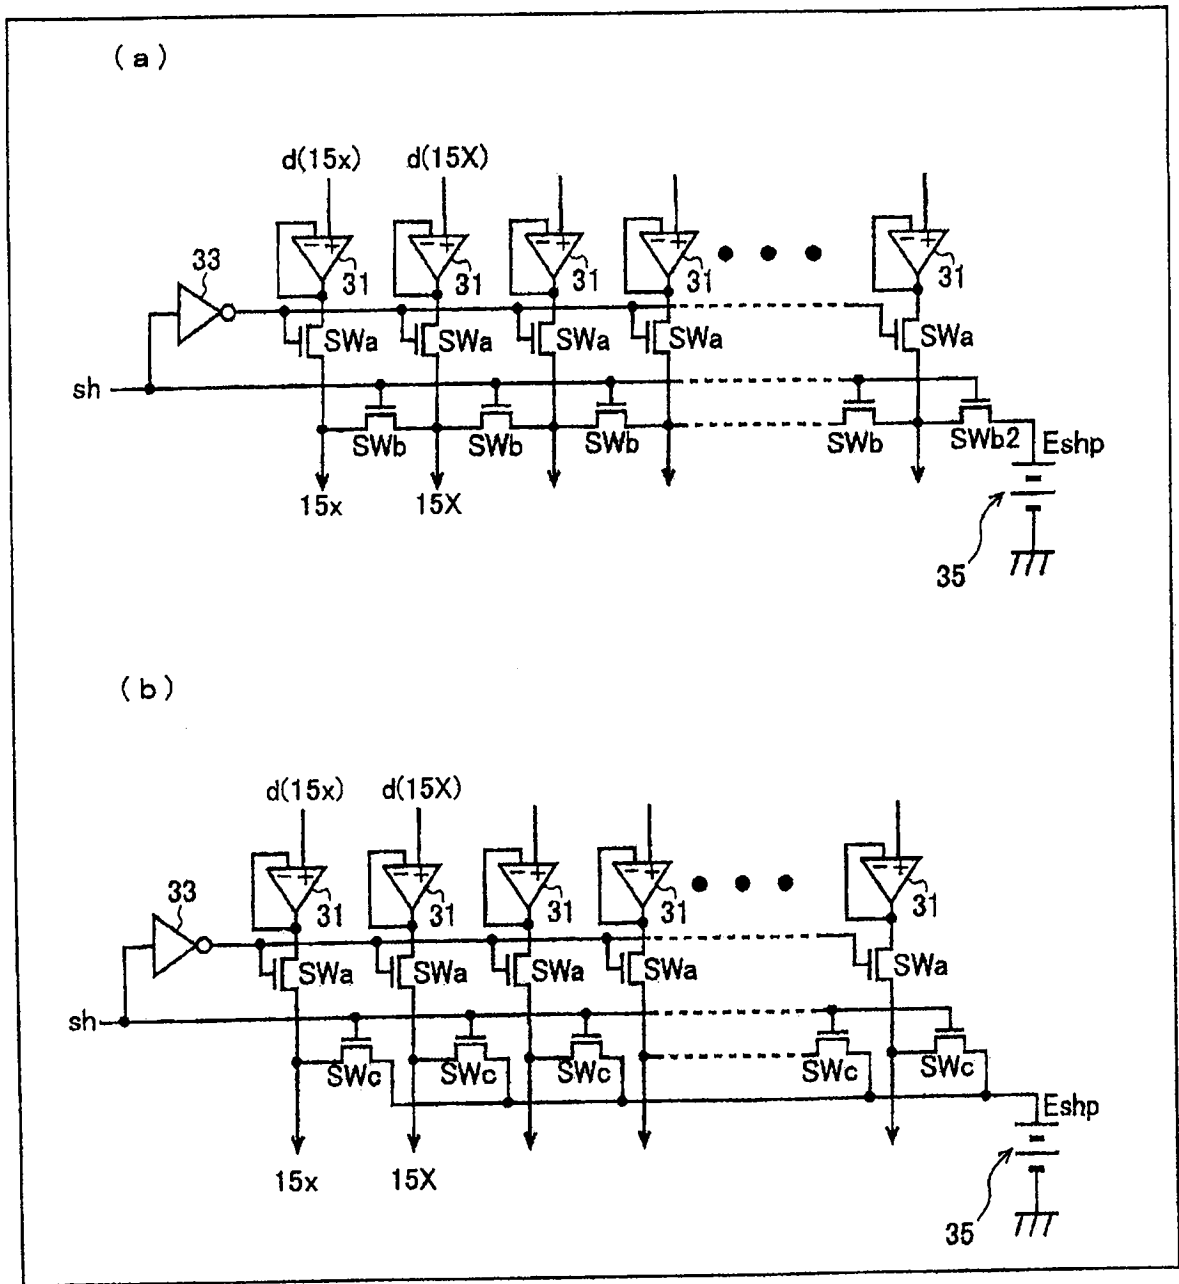 (a)
d(15x) d(15X)
33 − + − + − + − + − +
31 31 31 31 31
SWa SWa SWa SWa SWa
sh
SWb SWb SWb SWb SWb2 Eshp
15x 15X
35
(b)
d(15x) d(15X)
33 − + − + − + − + − +
31 31 31 31 31
SWa SWa SWa SWa SWa
sh
SWc SWc SWc SWc SWc
Eshp
15x 15X
35